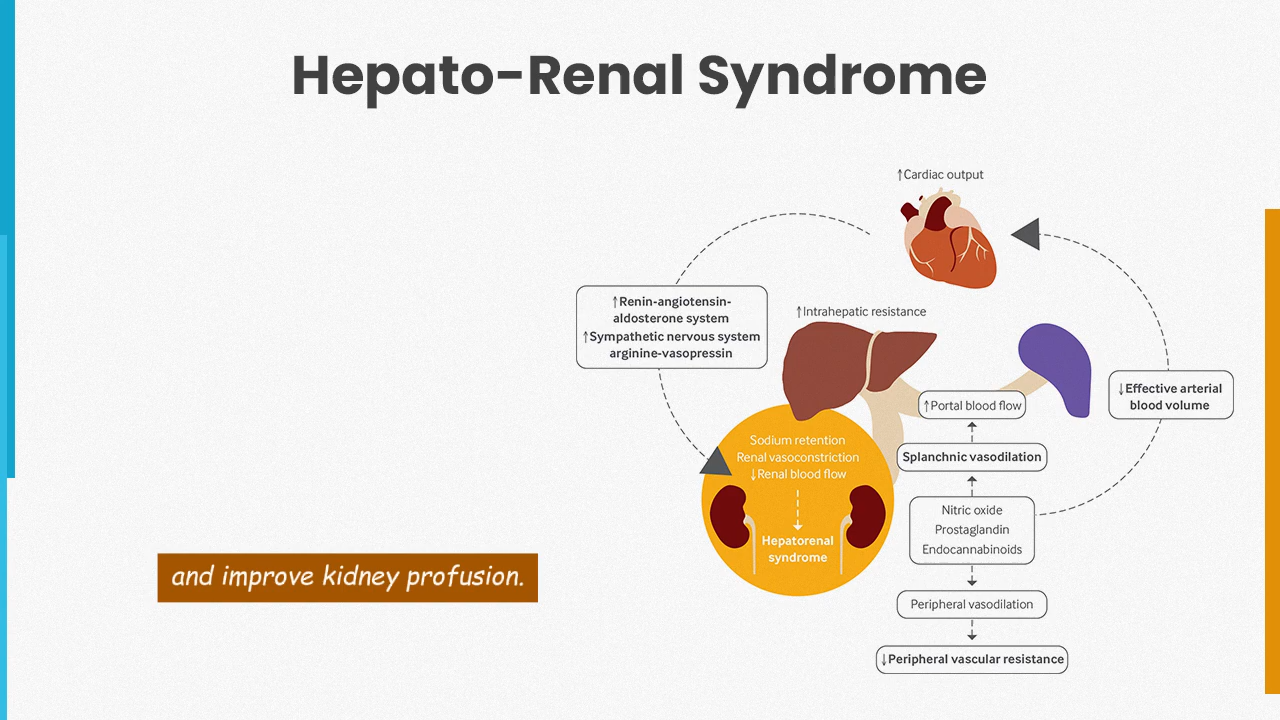 Hepato-Renal Syndrome
↑Cardiac output
↑Renin-angiotensin-
aldosterone system
↑Sympathetic nervous system
arginine-vasopressin
↑Intrahepatic resistance
↓Effective arterial
blood volume
↑Portal blood flow
Splanchnic vasodilation
Nitric oxide
Prostaglandin
Endocannabinoids
Peripheral vasodilation
↓Peripheral vascular resistance
Sodium retention
Renal vasoconstriction
↓Renal blood flow
Hepatorenal
syndrome
and improve kidney profusion.